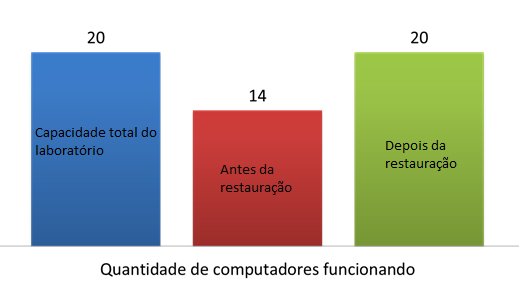 20
14
20
Capacidade total do
laboratório
Antes da
restauração
Depois da
restauração
Quantidade de computadores funcionando